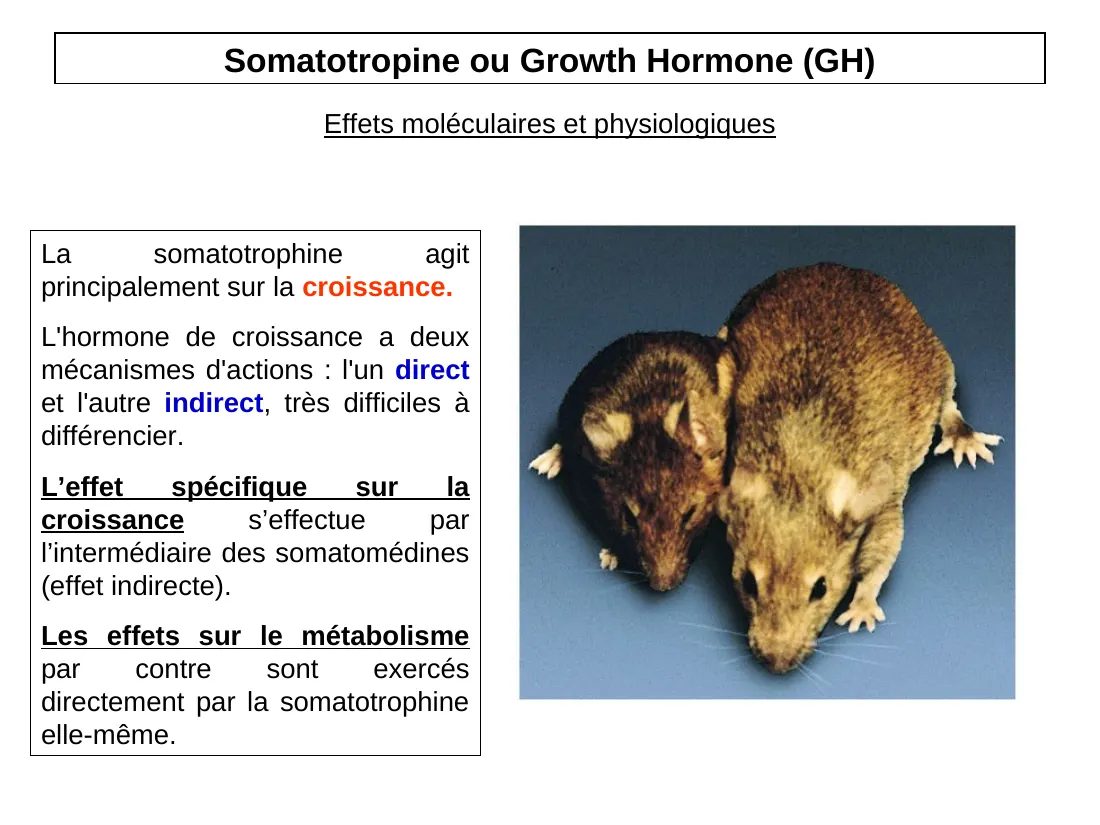 Somatotropine ou Growth Hormone (GH)
Effets moléculaires et physiologiques
La somatotrophine agit
principalement sur la croissance.
L'hormone de croissance a deux
mécanismes d'actions : l'un direct
et l'autre indirect, très difficiles à
différencier.
L’effet spécifique sur la
croissance s’effectue par
l’intermédiaire des somatomédines
(effet indirecte).
Les effets sur le métabolisme
par contre sont exercés
directement par la somatotrophine
elle-même.